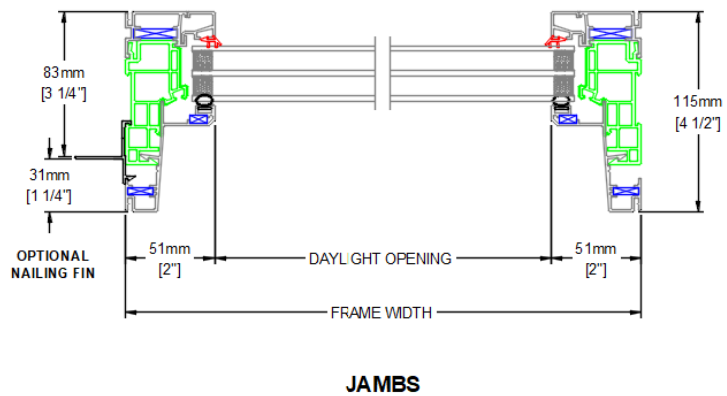 83mm
[3 1/4"]
115mm
[4 1/2"]
31mm
[1 1/4"]
OPTIONAL
NAILING FIN
51mm
[2"]
DAYLIGHT OPENING
51mm
[2"]
FRAME WIDTH
JAMBS